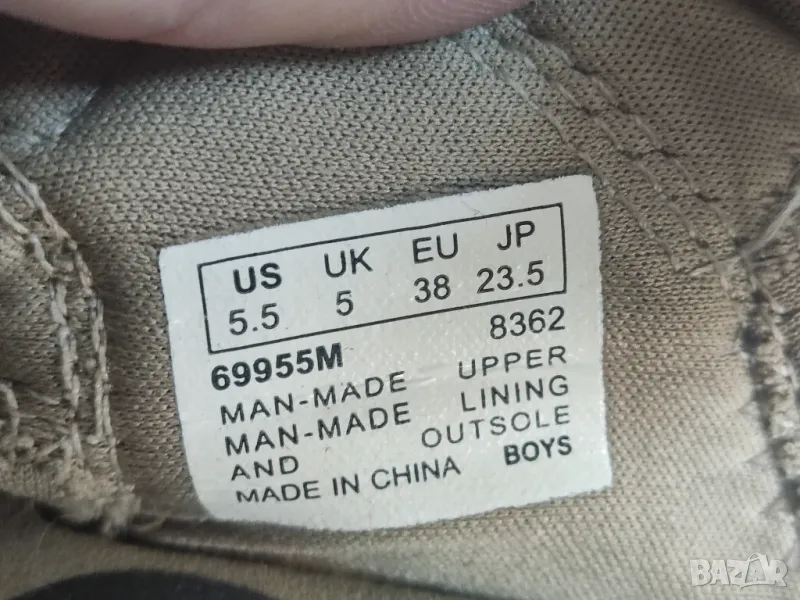 US UK EU JP
5.5 5 38 23.5
69955M 8362
MAN-MADE UPPER
MAN-MADE LINING
AND OUTSOLE
MADE IN CHINA BOYS
BAZAR